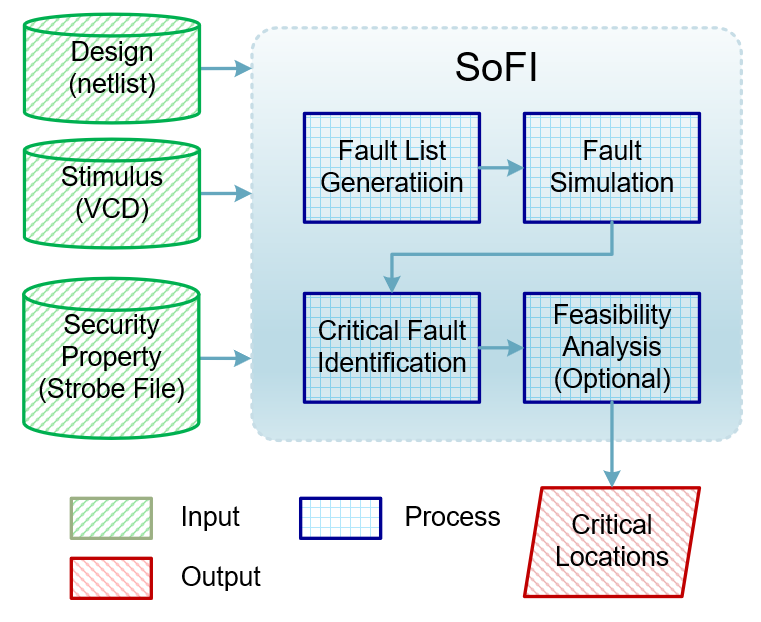 Design
(netlist)
Stimulus
(VCD)
Security
Property
(Strobe File)
SoFI
Fault List
Generatiioin
Fault
Simulation
Critical Fault
Identification
Feasibility
Analysis
(Optional)
Critical
Locations
Input
Process
Output